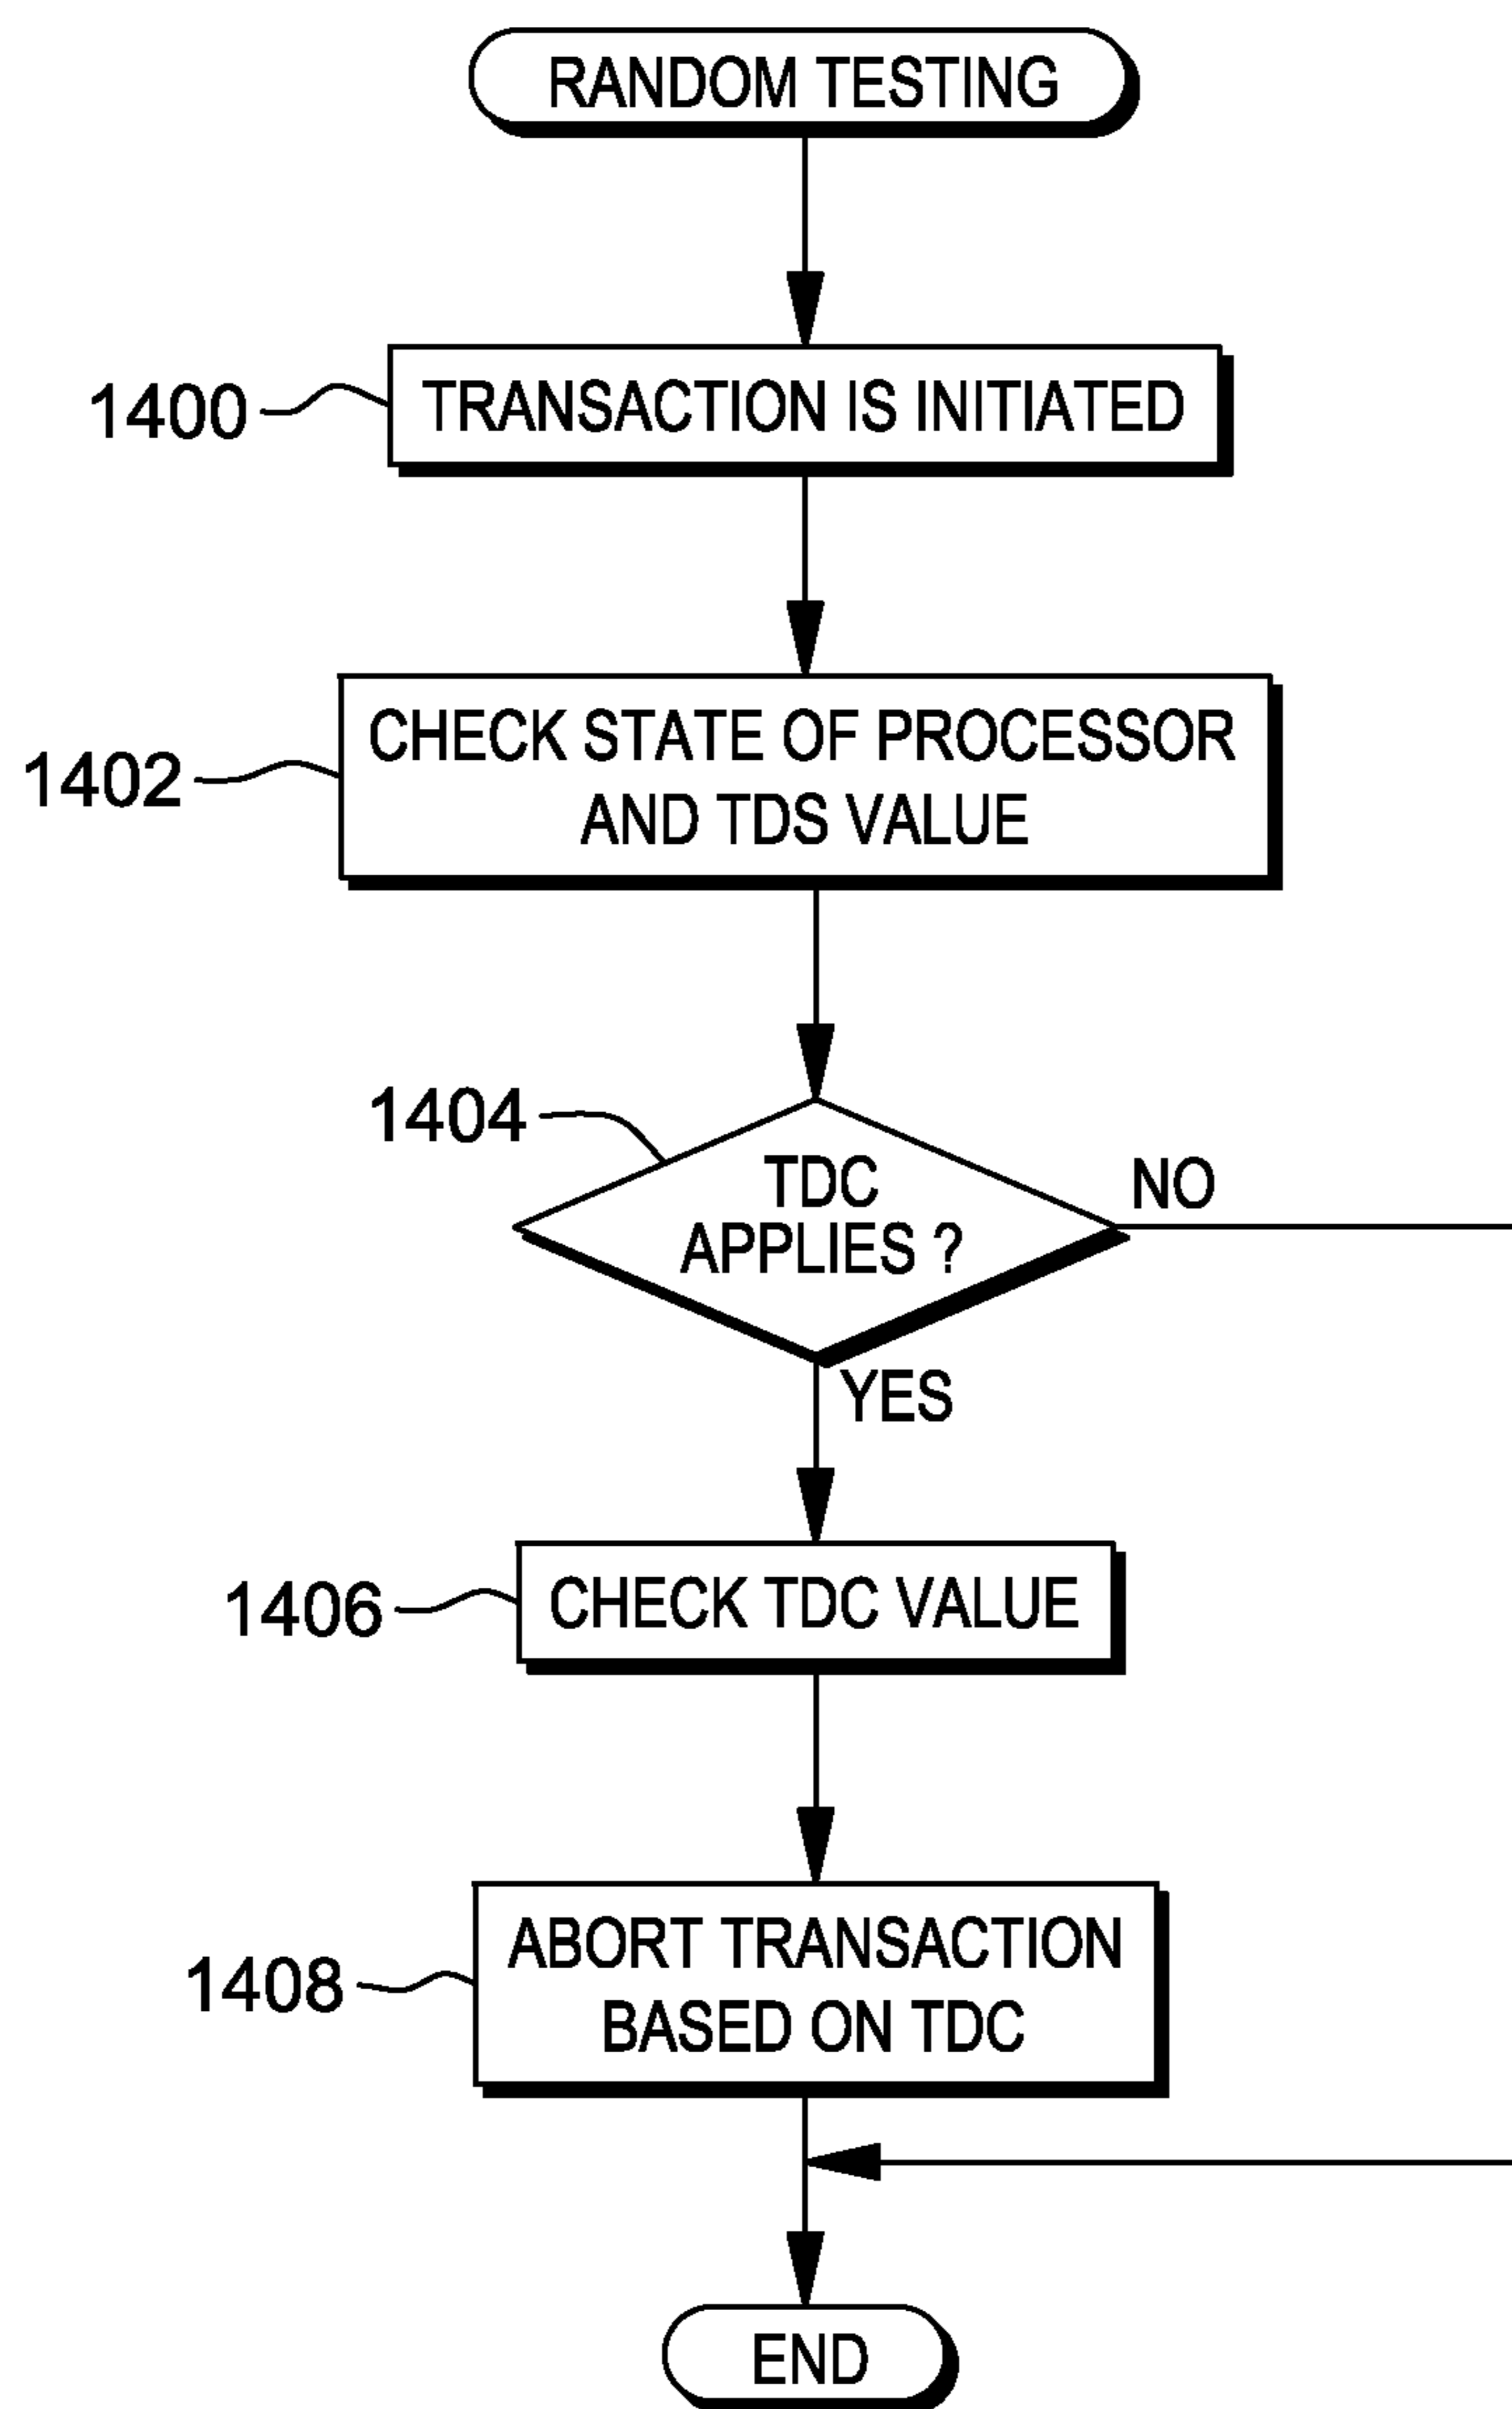 RANDOM TESTING
1400
TRANSACTION IS INITIATED
1402
CHECK STATE OF PROCESSOR
AND TDS VALUE
1404
TDC
APPLIES ?
NO
YES
1406
CHECK TDC VALUE
1408
ABORT TRANSACTION
BASED ON TDC
END